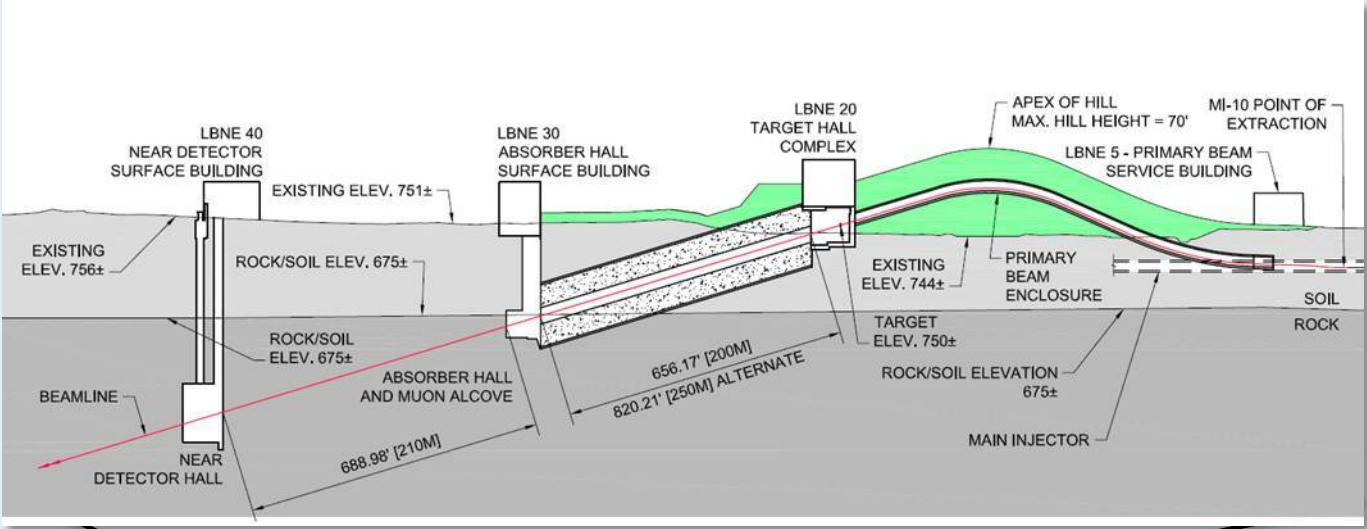 LBNE 40
NEAR DETECTOR
SURFACE BUILDING
EXISTING ELEV. 751±
LBNE 30
ABSORBER HALL
SURFACE BUILDING
LBNE 20
TARGET HALL
COMPLEX
APEX OF HILL
MAX. HILL HEIGHT = 70'
MI-10 POINT OF
EXTRACTION
LBNE 5 - PRIMARY BEAM
SERVICE BUILDING
EXISTING
ELEV. 756±
ROCK/SOIL ELEV. 675±
EXISTING
ELEV. 744±
PRIMARY
BEAM
ENCLOSURE
SOIL
ROCK
ROCK/SOIL
ELEV. 675±
TARGET
ELEV. 750±
656.17' [200M]
820.21' [250M] ALTERNATE
ROCK/SOIL ELEVATION
675±
BEAMLINE
ABSORBER HALL
AND MUON ALCOVE
MAIN INJECTOR
688.98' [210M]
NEAR
DETECTOR HALL